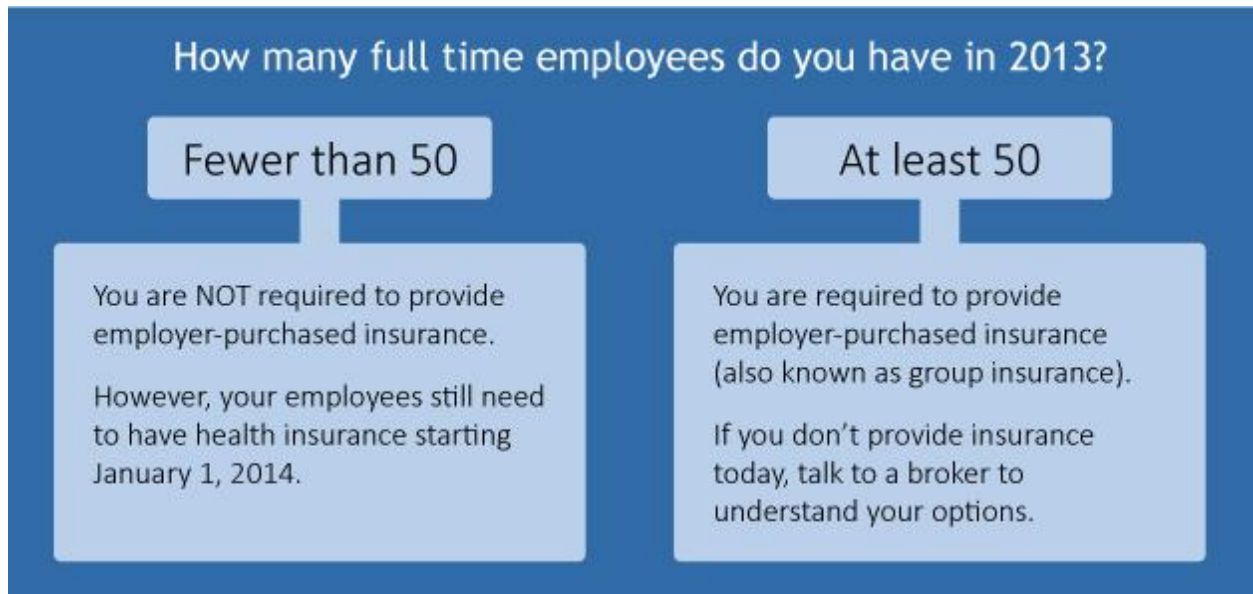 How many full time employees do you have in 2013?
Fewer than 50
You are NOT required to provide
employer-purchased insurance.
However, your employees still need
to have health insurance starting
January 1, 2014.
At least 50
You are required to provide
employer-purchased insurance
(also known as group insurance).
If you don’t provide insurance
today, talk to a broker to
understand your options.